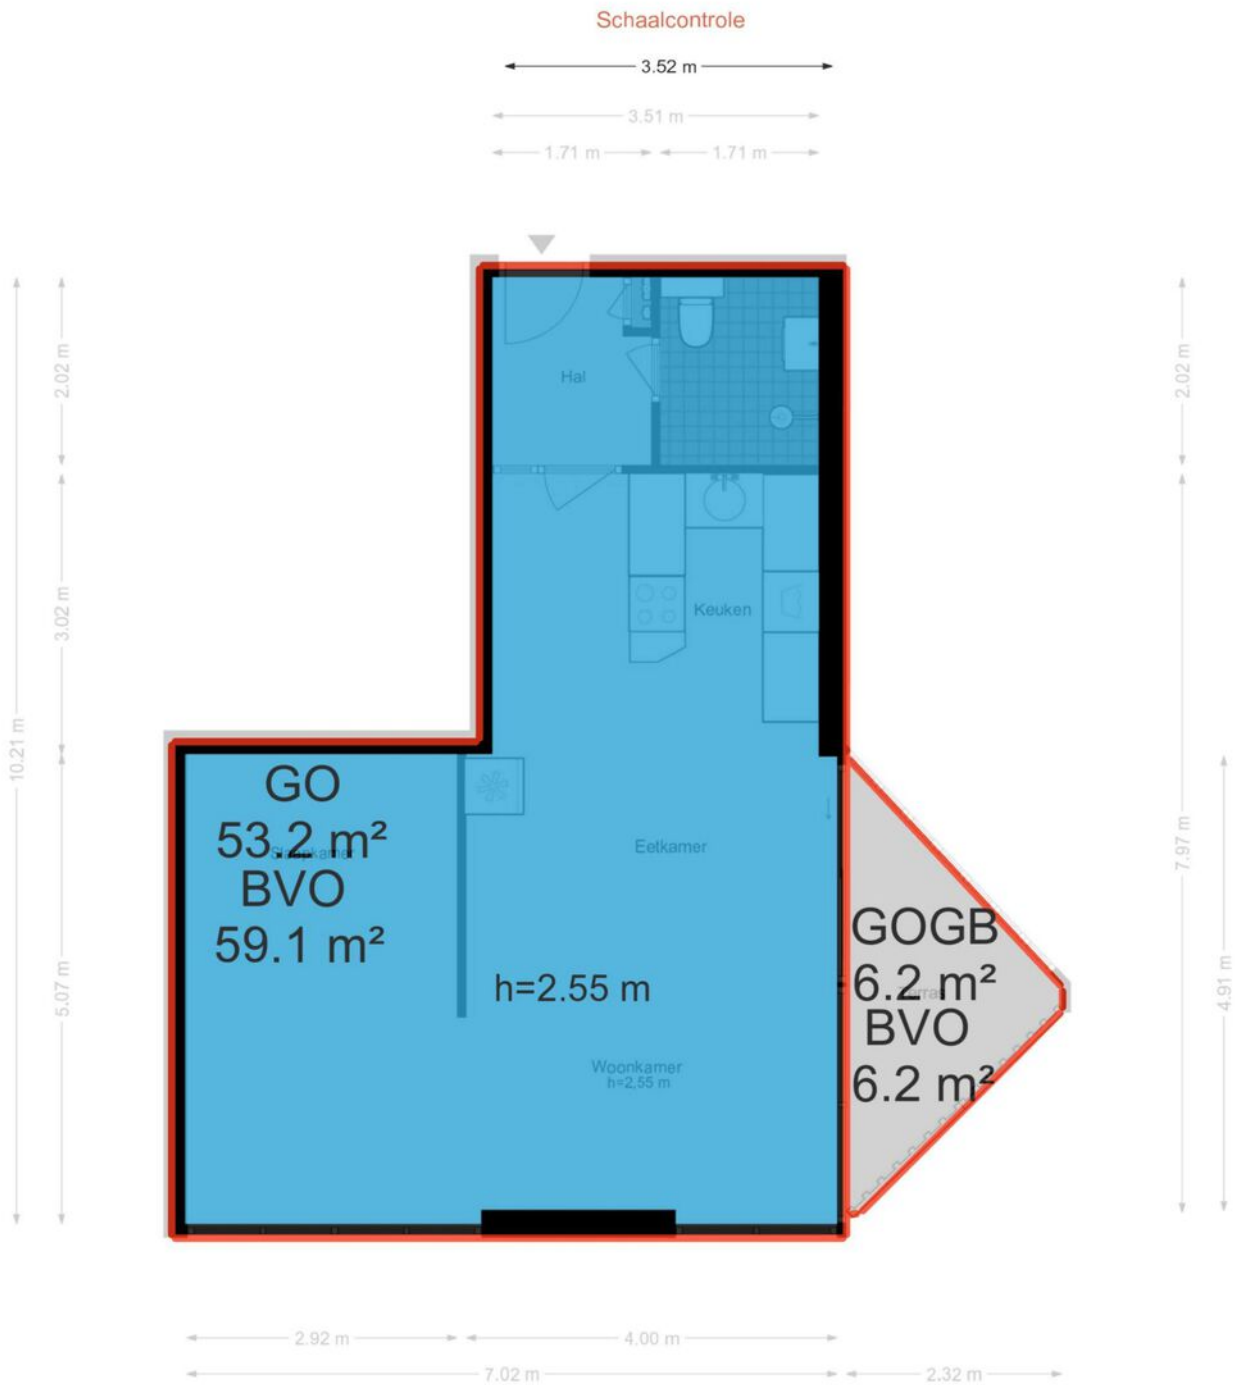 Schaalcontrole
3.52 m
3.51 m
1.71 m
1.71 m
2.02 m
3.02 m
5.07 m
10.21 m
2.02 m
7.97 m
4.91 m
Hal
Keuken
GO
53.2 m²
Slaapkamer
BVO
59.1 m²
Eetkamer
h=2.55 m
Woonkamer
h=2,55 m
GOGB
6.2 m²
Terras
BVO
6.2 m²
2.92 m
4.00 m
7.02 m
2.32 m